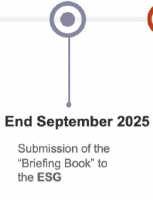 End September 2025
Submission of the
“Briefing Book” to
the ESG